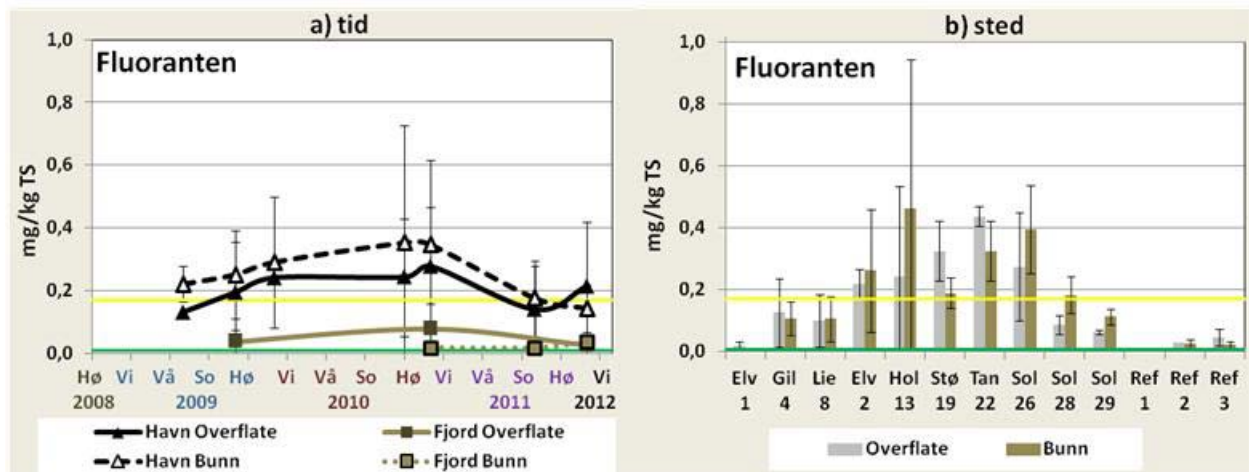 a) tid
Fluoranten
mg/kg TS
1,0
0,8
0,6
0,4
0,2
0,0
Hø Vi Vå So Hø Vi Vå So Hø Vi Vå So Hø Vi
2008 2009 2010 2011 2012
Havn Overflate Fjord Overflate
Havn Bunn Fjord Bunn
b) sted
Fluoranten
mg/kg TS
1,0
0,8
0,6
0,4
0,2
0,0
Elv Gil Lie Elv Hol Stø Tan Sol Sol Sol Ref Ref Ref
1 4 8 2 13 19 22 26 28 29 1 2 3
Overflate Bunn